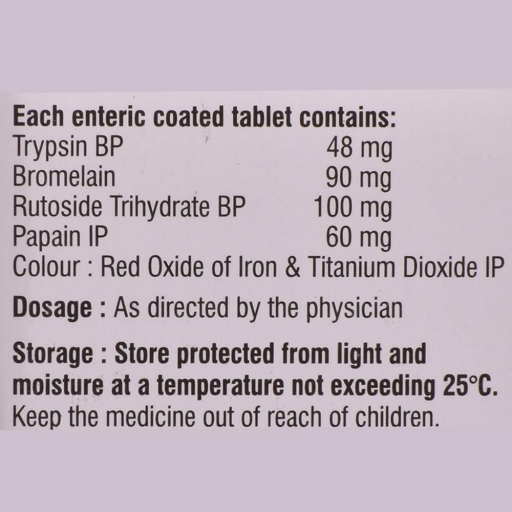 Each enteric coated tablet contains:
Trypsin BP 48 mg
Bromelain 90 mg
Rutoside Trihydrate BP 100 mg
Papain IP 60 mg
Colour : Red Oxide of Iron & Titanium Dioxide IP
Dosage : As directed by the physician
Storage : Store protected from light and
moisture at a temperature not exceeding 25°C.
Keep the medicine out of reach of children.